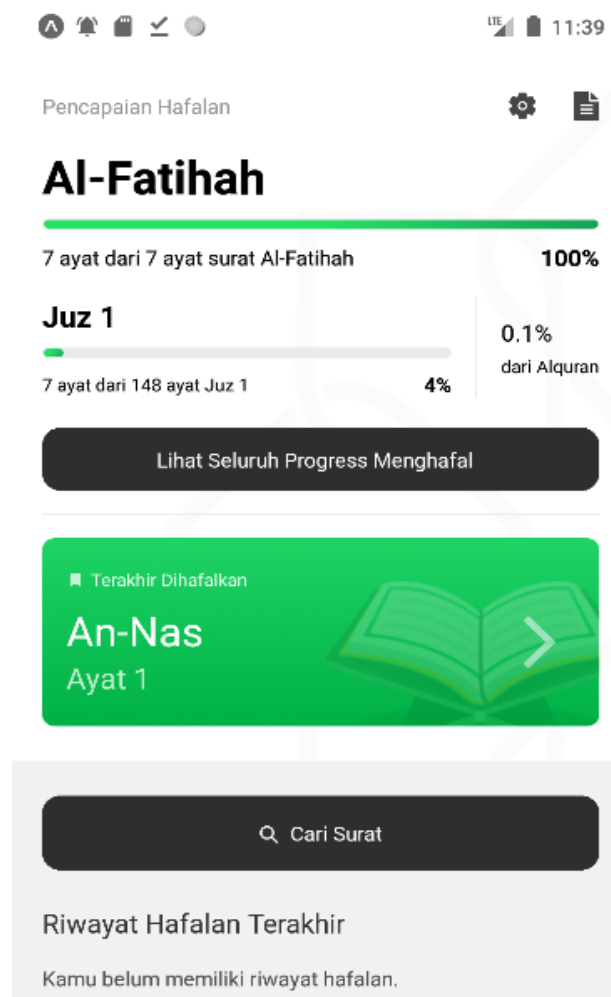 LTE 11:39
Pencapaian Hafalan
Al-Fatihah
7 ayat dari 7 ayat surat Al-Fatihah 100%
Juz 1
0.1%
dari Alquran
7 ayat dari 148 ayat Juz 1 4%
Lihat Seluruh Progress Menghafal
Terakhir Dihafalkan
An-Nas
Ayat 1
Cari Surat
Riwayat Hafalan Terakhir
Kamu belum memiliki riwayat hafalan.